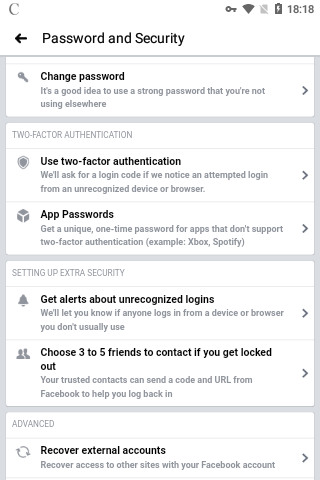 C 18:18
Password and Security
Change password
It's a good idea to use a strong password that you're not
using elsewhere
TWO-FACTOR AUTHENTICATION
Use two-factor authentication
We'll ask for a login code if we notice an attempted login
from an unrecognized device or browser.
App Passwords
Get a unique, one-time password for apps that don't support
two-factor authentication (example: Xbox, Spotify)
SETTING UP EXTRA SECURITY
Get alerts about unrecognized logins
We'll let you know if anyone logs in from a device or browser
you don't usually use
Choose 3 to 5 friends to contact if you get locked
out
Your trusted contacts can send a code and URL from
Facebook to help you log back in
ADVANCED
Recover external accounts
Recover access to other sites with your Facebook account